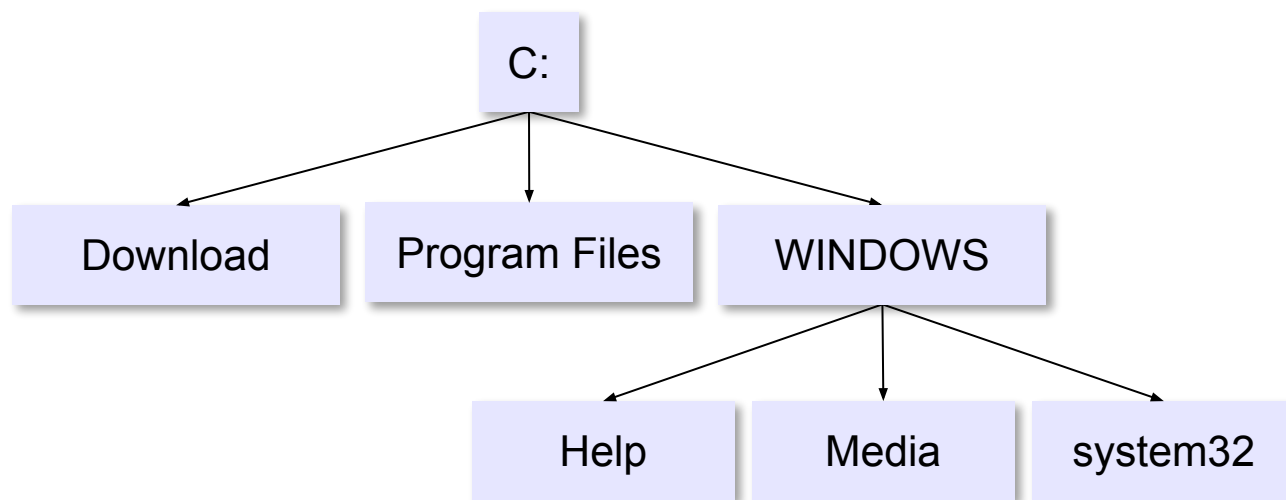 C:
Download
Program Files
WINDOWS
Help
Media
system32